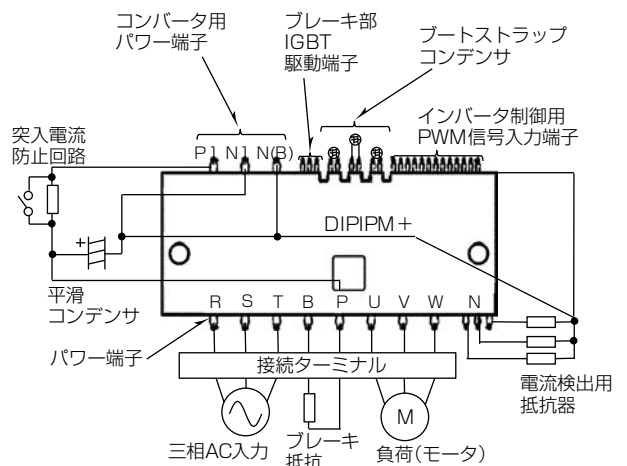 コンバータ用
パワー端子
ブレーキ部
IGBT
駆動端子
ブートストラップ
コンデンサ
インバータ制御用
PWM信号入力端子
突入電流
防止回路
P1 N1 N(B)
+
DIPIPM+
平滑
コンデンサ
R S T B P U V W N
パワー端子
接続ターミナル
電流検出用
抵抗器
M
三相AC入力
ブレーキ
抵抗
負荷(モータ)